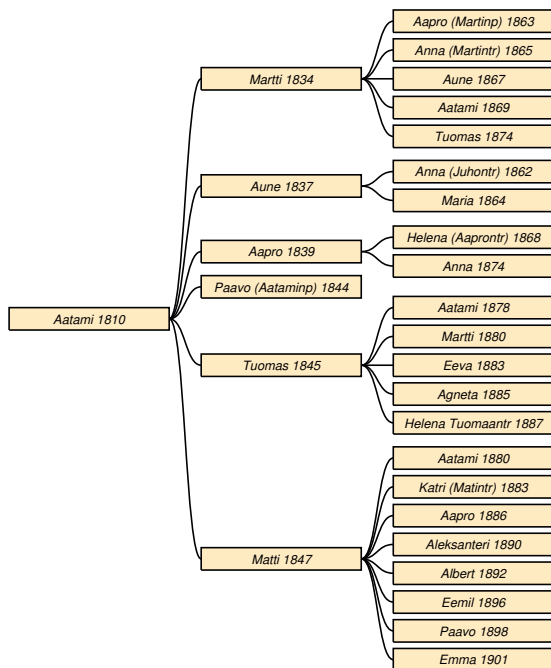 Aatami 1810
Martti 1834
Aapro (Martinp) 1863
Anna (Martintr) 1865
Aune 1867
Aatami 1869
Tuomas 1874
Aune 1837
Anna (Juhontr) 1862
Maria 1864
Aapro 1839
Helena (Aaprontr) 1868
Anna 1874
Paavo (Aataminp) 1844
Tuomas 1845
Aatami 1878
Martti 1880
Eeva 1883
Agneta 1885
Helena Tuomaantr 1887
Matti 1847
Aatami 1880
Katri (Matintr) 1883
Aapro 1886
Aleksanteri 1890
Albert 1892
Eemil 1896
Paavo 1898
Emma 1901